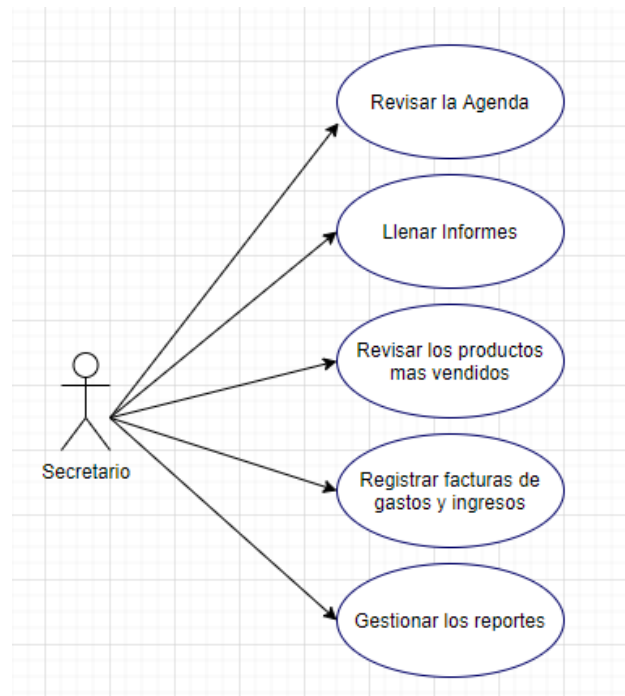 Revisar la Agenda
Llenar Informes
Revisar los productos
mas vendidos
Secretario
Registrar facturas de
gastos y ingresos
Gestionar los reportes